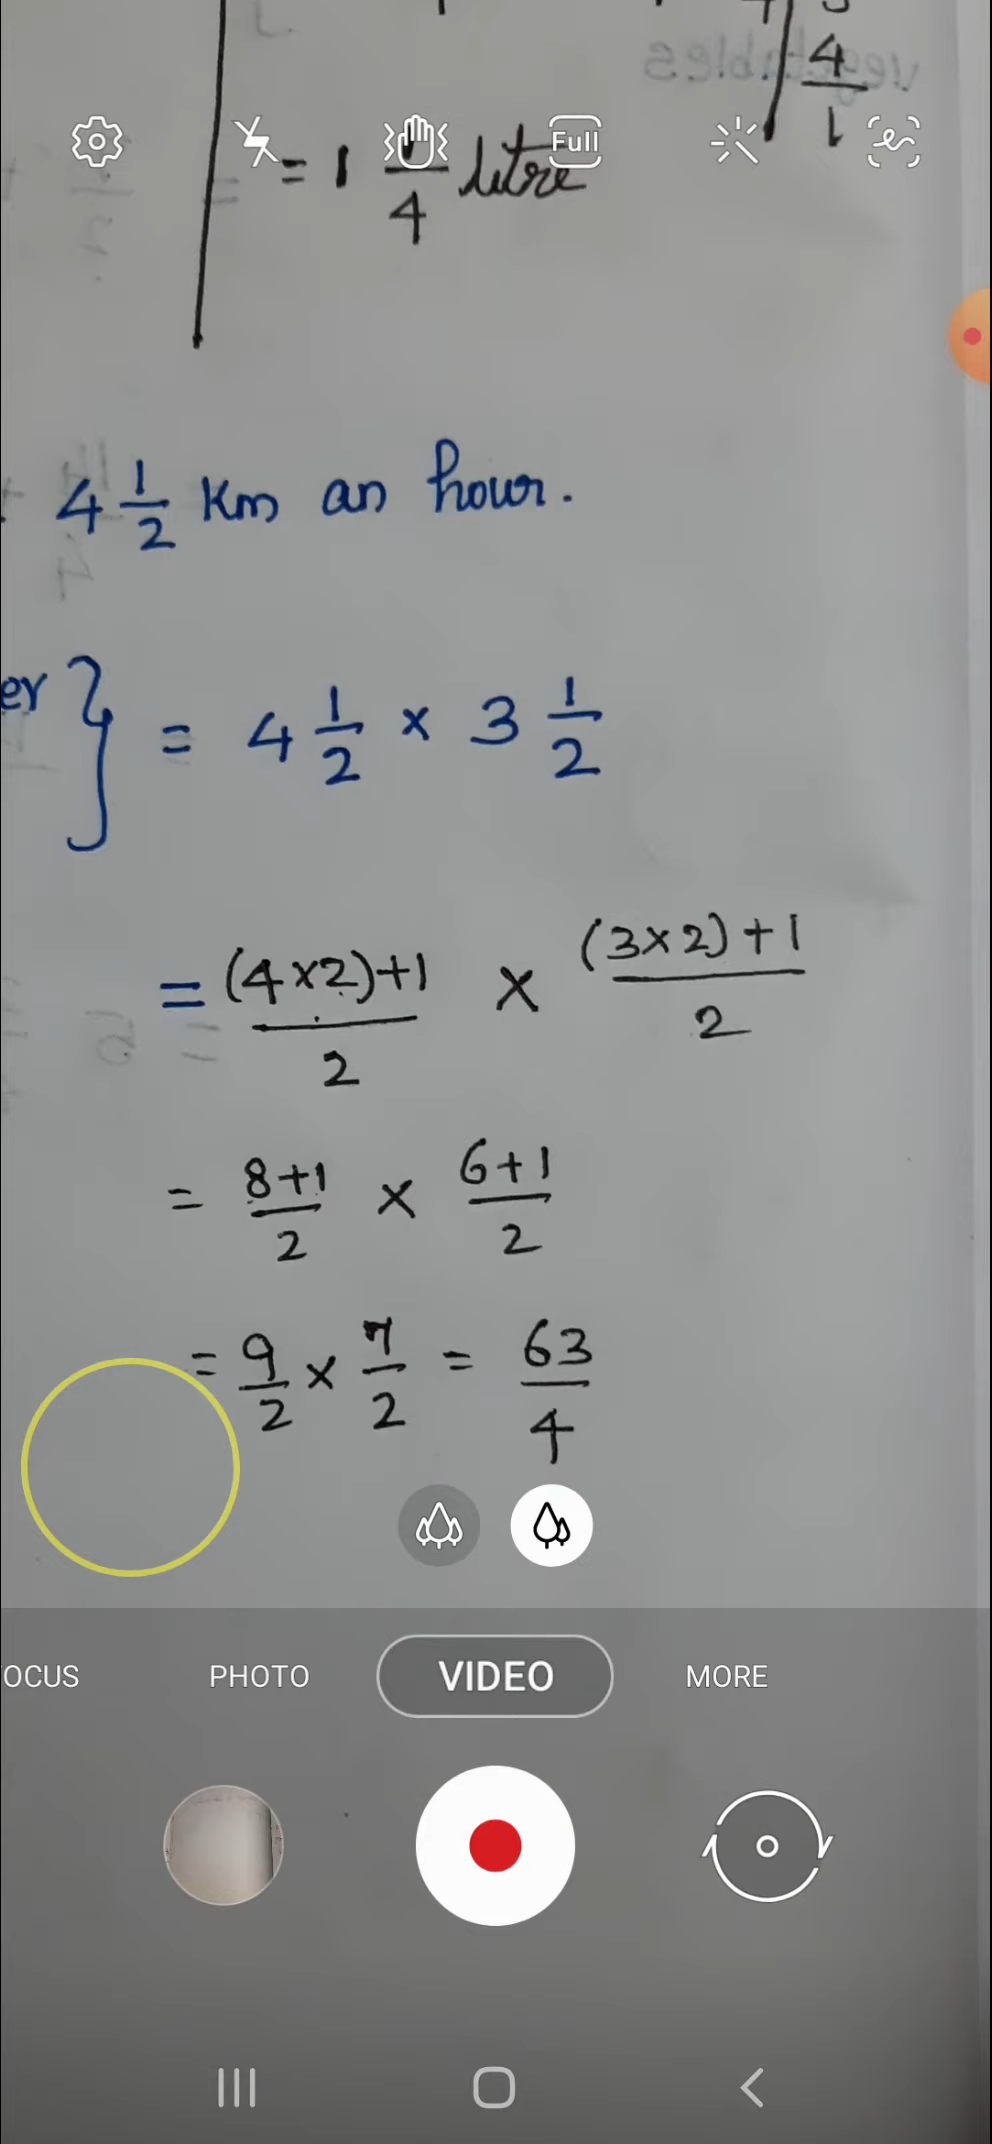 4
1
= 1 1/4 litre
Full
4 1/2 Km an hour.
er } = 4 1/2 × 3 1/2
= (4×2)+1/2 × (3×2)+1/2
= 8+1/2 × 6+1/2
= 9/2 × 7/2 = 63/4
OCUS PHOTO VIDEO MORE